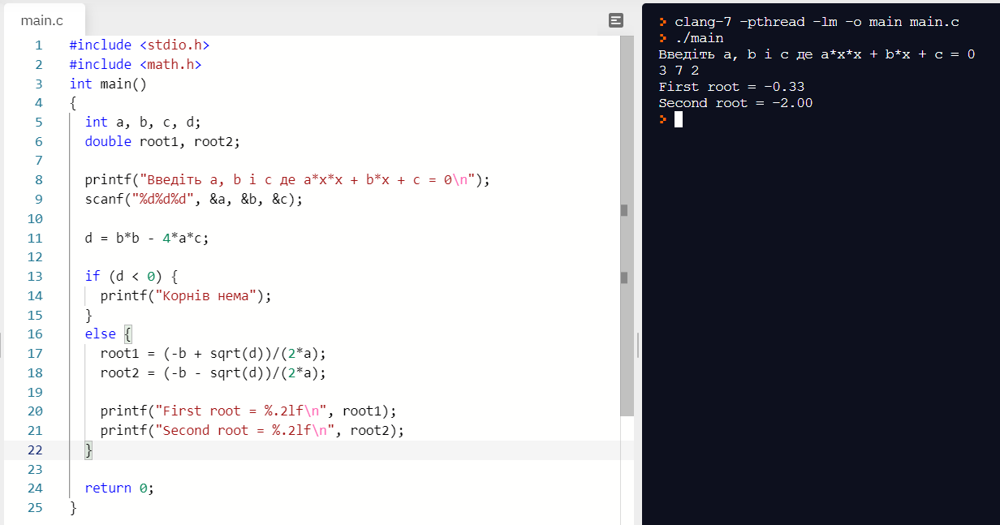 main.c
1 #include <stdio.h>
2 #include <math.h>
3 int main()
4 {
5 int a, b, c, d;
6 double root1, root2;
7
8 printf("Введіть a, b і c де a*x*x + b*x + c = 0\n");
9 scanf("%d%d%d", &a, &b, &c);
10
11 d = b*b - 4*a*c;
12
13 if (d < 0) {
14 printf("Корнів нема");
15 }
16 else {
17 root1 = (-b + sqrt(d))/(2*a);
18 root2 = (-b - sqrt(d))/(2*a);
19
20 printf("First root = %.2lf\n", root1);
21 printf("Second root = %.2lf\n", root2);
22 }
23
24 return 0;
25 }
> clang-7 -pthread -lm -o main main.c
> ./main
Введіть a, b і c де a*x*x + b*x + c = 0
3 7 2
First root = -0.33
Second root = -2.00
>